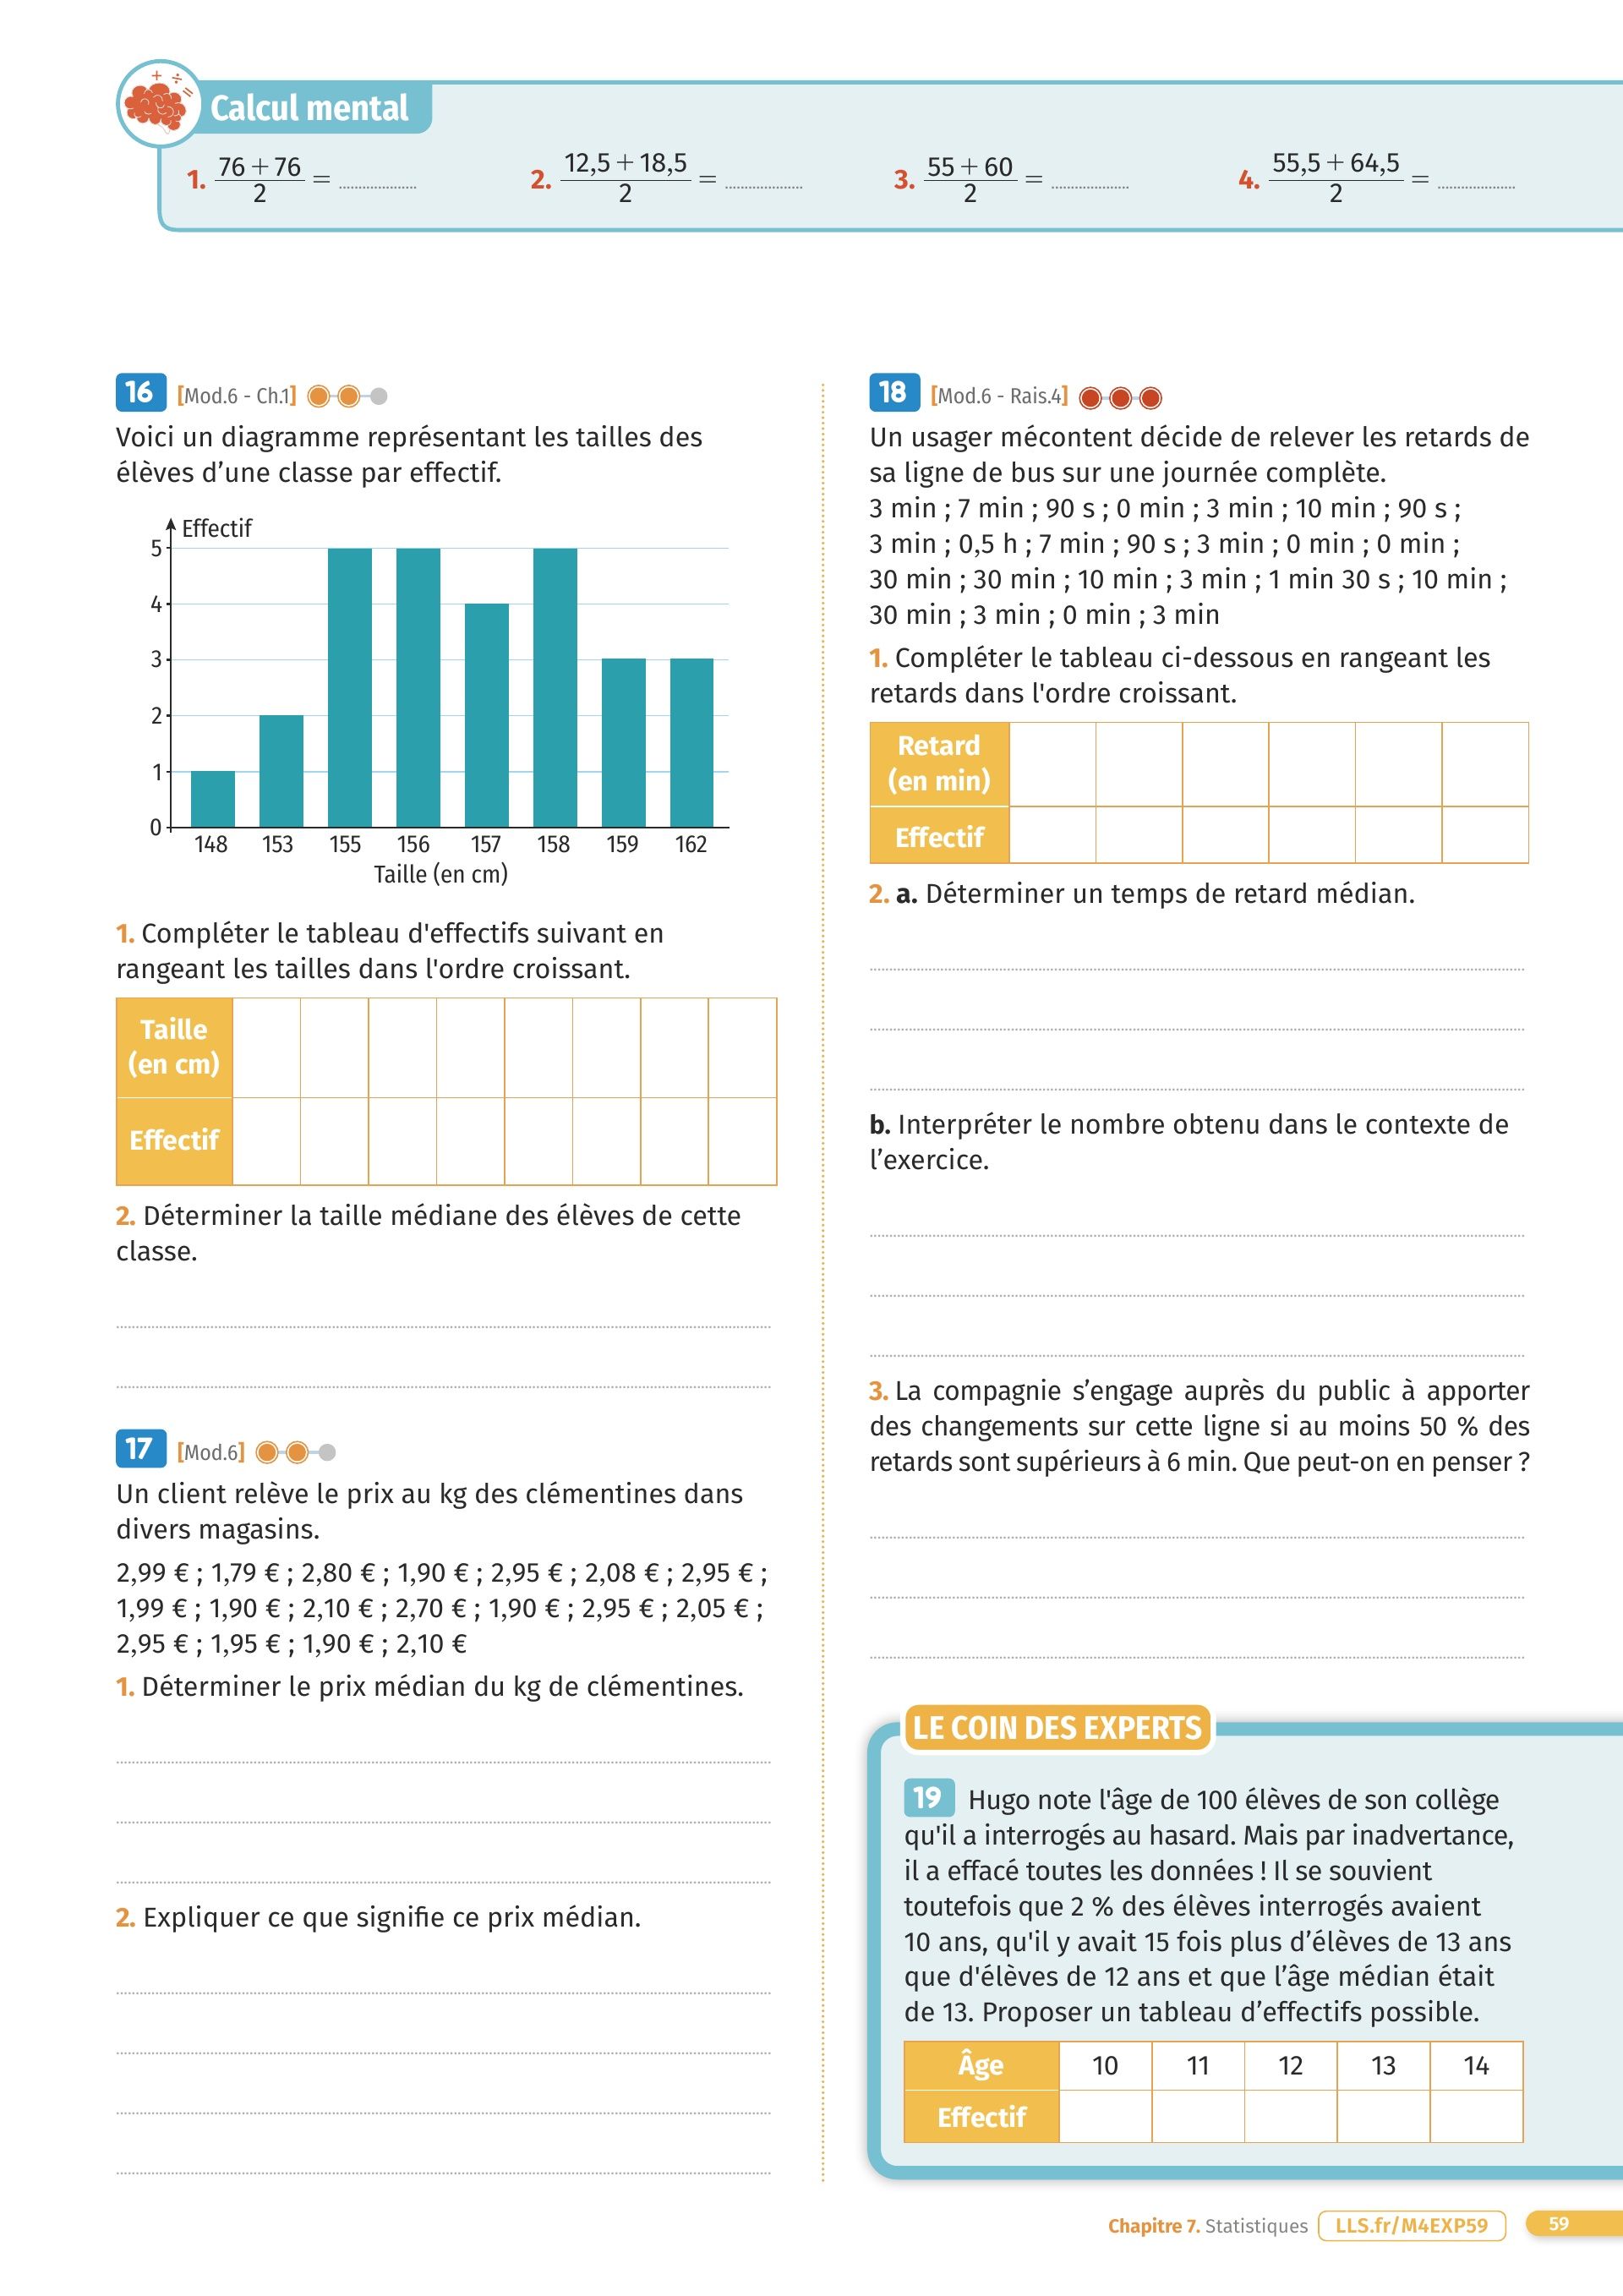 Calcul mental
1. (76 + 76)/2 = ............
2. (12,5 + 18,5)/2 = ............
3. (55 + 60)/2 = ............
4. (55,5 + 64,5)/2 = ............
16 [Mod.6 - Ch.1]
Voici un diagramme représentant les tailles des
élèves d’une classe par effectif.
Effectif
5
4
3
2
1
0
148 153 155 156 157 158 159 162
Taille (en cm)
1. Compléter le tableau d'effectifs suivant en
rangeant les tailles dans l'ordre croissant.
Taille
(en cm)
Effectif
2. Déterminer la taille médiane des élèves de cette
classe.
17 [Mod.6]
Un client relève le prix au kg des clémentines dans
divers magasins.
2,99 € ; 1,79 € ; 2,80 € ; 1,90 € ; 2,95 € ; 2,08 € ; 2,95 € ;
1,99 € ; 1,90 € ; 2,10 € ; 2,70 € ; 1,90 € ; 2,95 € ; 2,05 € ;
2,95 € ; 1,95 € ; 1,90 € ; 2,10 €
1. Déterminer le prix médian du kg de clémentines.
2. Expliquer ce que signifie ce prix médian.
18 [Mod.6 - Rais.4]
Un usager mécontent décide de relever les retards de
sa ligne de bus sur une journée complète.
3 min ; 7 min ; 90 s ; 0 min ; 3 min ; 10 min ; 90 s ;
3 min ; 0,5 h ; 7 min ; 90 s ; 3 min ; 0 min ; 0 min ;
30 min ; 30 min ; 10 min ; 3 min ; 1 min 30 s ; 10 min ;
30 min ; 3 min ; 0 min ; 3 min
1. Compléter le tableau ci-dessous en rangeant les
retards dans l'ordre croissant.
Retard
(en min)
Effectif
2. a. Déterminer un temps de retard médian.
b. Interpréter le nombre obtenu dans le contexte de
l’exercice.
3. La compagnie s’engage auprès du public à apporter
des changements sur cette ligne si au moins 50 % des
retards sont supérieurs à 6 min. Que peut-on en penser ?
LE COIN DES EXPERTS
19 Hugo note l'âge de 100 élèves de son collège
qu'il a interrogés au hasard. Mais par inadvertance,
il a effacé toutes les données ! Il se souvient
toutefois que 2 % des élèves interrogés avaient
10 ans, qu'il y avait 15 fois plus d’élèves de 13 ans
que d'élèves de 12 ans et que l’âge médian était
de 13. Proposer un tableau d’effectifs possible.
Âge 10 11 12 13 14
Effectif
Chapitre 7. Statistiques LLS.fr/M4EXP59 59